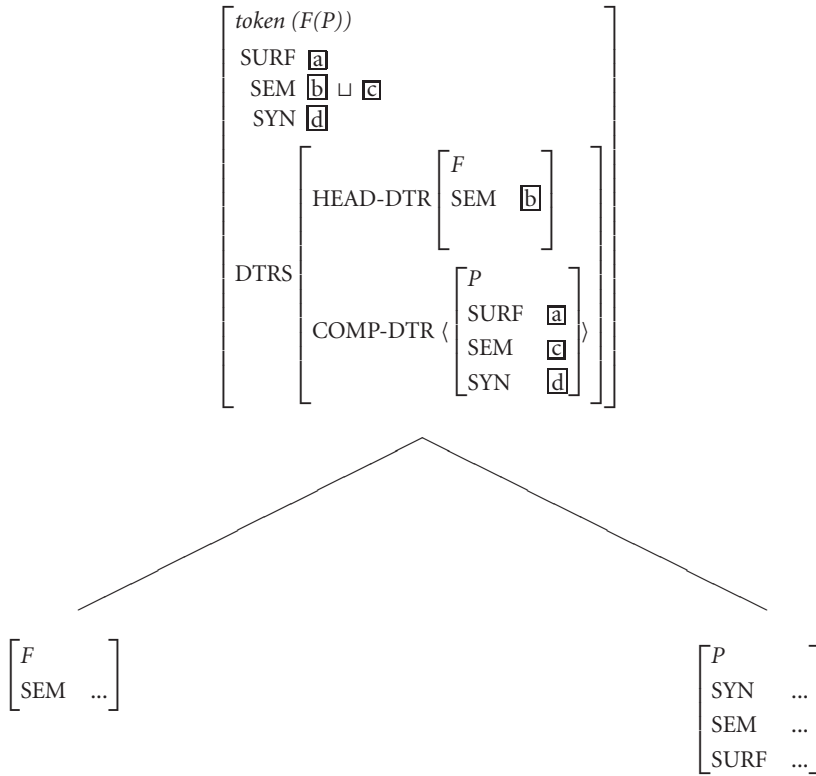 token (F(P))
SURF a
SEM b ⊔ c
SYN d
DTRS
HEAD-DTR
F
SEM b
COMP-DTR ⟨
P
SURF a
SEM c
SYN d
⟩
F
SEM ...
P
SYN ...
SEM ...
SURF ...